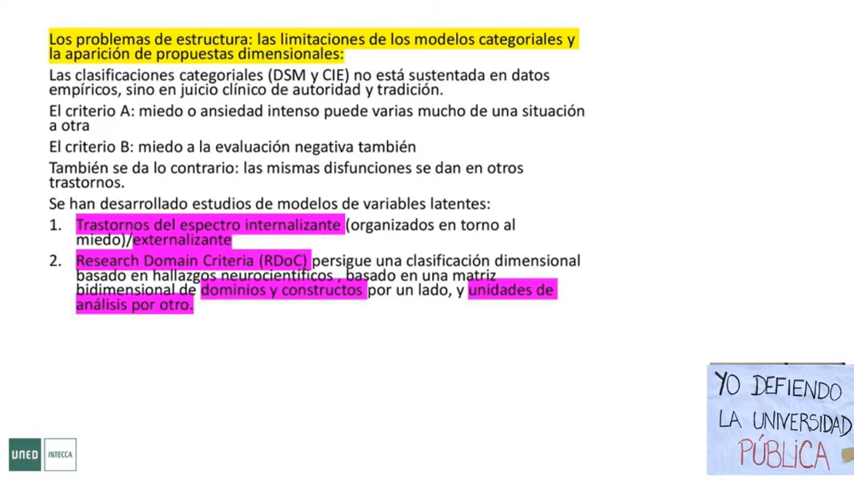 Los problemas de estructura: las limitaciones de los modelos categoriales y
la aparición de propuestas dimensionales:
Las clasificaciones categoriales (DSM y CIE) no está sustentada en datos
empíricos, sino en juicio clínico de autoridad y tradición.
El criterio A: miedo o ansiedad intenso puede varias mucho de una situación
a otra
El criterio B: miedo a la evaluación negativa también
También se da lo contrario: las mismas disfunciones se dan en otros
trastornos.
Se han desarrollado estudios de modelos de variables latentes:
1. Trastornos del espectro internalizante (organizados en torno al
miedo)/externalizante
2. Research Domain Criteria (RDoC) persigue una clasificación dimensional
basado en hallazgos neurocientíficos , basado en una matriz
bidimensional de dominios y constructos por un lado, y unidades de
análisis por otro.
YO DEFIENDO
LA UNIVERSIDAD
PÚBLICA
UNED INTECCA